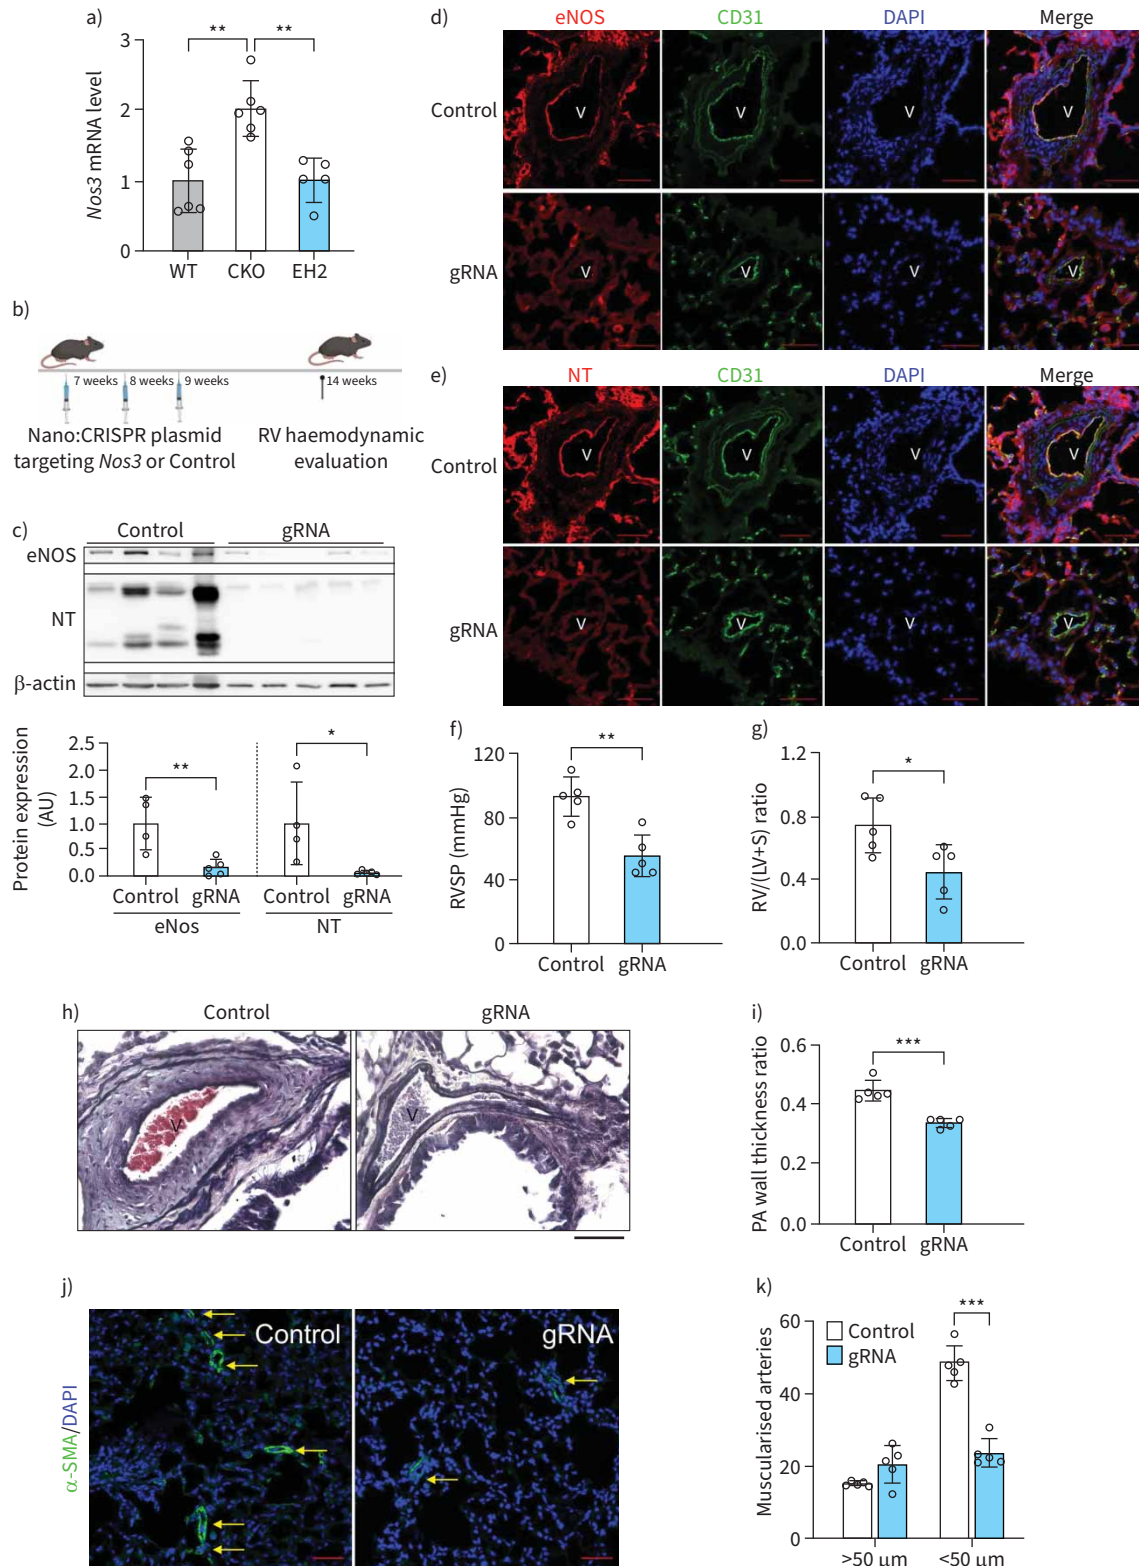 a)
**
**
3
2
1
0
Nos3 mRNA level
WT
CKO
EH2
b)
7 weeks
8 weeks
9 weeks
14 weeks
Nano:CRISPR plasmid
targeting Nos3 or Control
RV haemodynamic
evaluation
c)
Control
gRNA
eNOS
NT
β-actin
Protein expression
(AU)
2.5
2.0
1.5
1.0
0.5
0.0
**
*
Control
gRNA
Control
gRNA
eNos
NT
d)
eNOS
CD31
DAPI
Merge
Control
V
V
V
V
gRNA
V
V
V
V
e)
NT
CD31
DAPI
Merge
Control
V
V
V
V
gRNA
V
V
V
V
f)
RVSP (mmHg)
120
80
40
0
**
Control
gRNA
g)
RV/(LV+S) ratio
1.2
0.8
0.4
0.0
*
Control
gRNA
h)
Control
gRNA
V
V
i)
PA wall thickness ratio
0.6
0.4
0.2
0.0
***
Control
gRNA
j)
α-SMA/DAPI
Control
gRNA
k)
Muscularised arteries
60
40
20
0
Control
gRNA
***
>50 μm
<50 μm